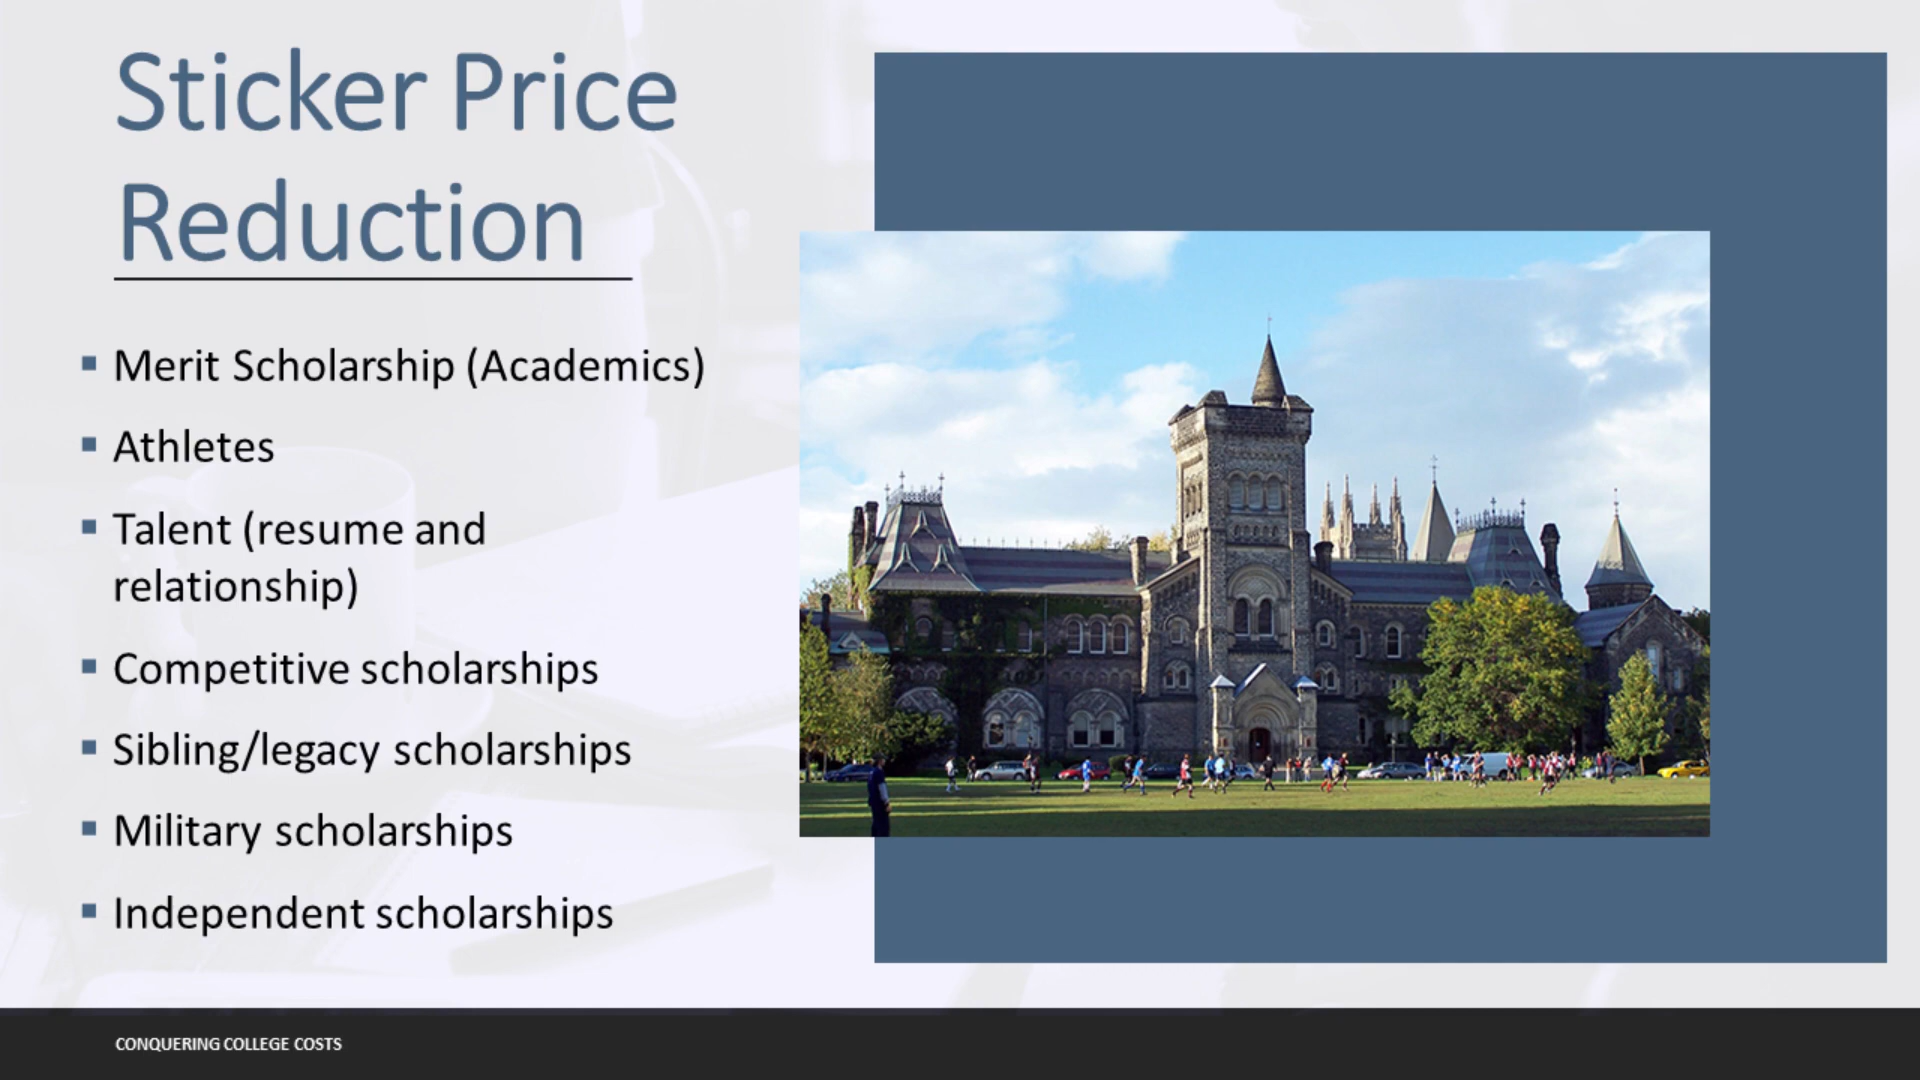 Sticker Price
Reduction
▪ Merit Scholarship (Academics)
▪ Athletes
▪ Talent (resume and
relationship)
▪ Competitive scholarships
▪ Sibling/legacy scholarships
▪ Military scholarships
▪ Independent scholarships
CONQUERING COLLEGE COSTS